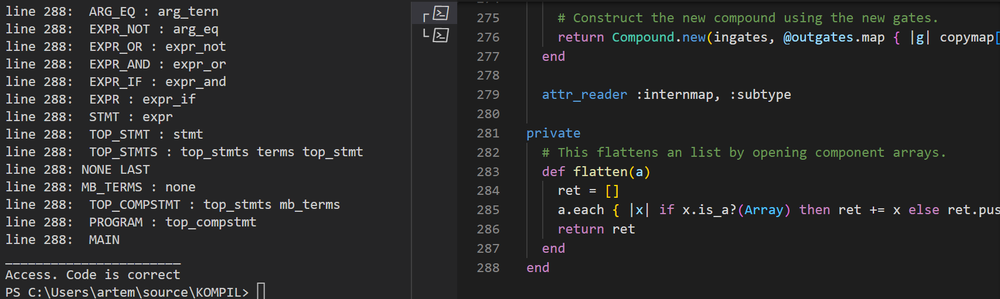 line 288:  ARG_EQ : arg_tern
line 288:  EXPR_NOT : arg_eq
line 288:  EXPR_OR : expr_not
line 288:  EXPR_AND : expr_or
line 288:  EXPR_IF : expr_and
line 288:  EXPR : expr_if
line 288:  STMT : expr
line 288:  TOP_STMT : stmt
line 288:  TOP_STMTS : top_stmts terms top_stmt
line 288: NONE LAST
line 288: MB_TERMS : none
line 288:  TOP_COMPSTMT : top_stmts mb_terms
line 288:  PROGRAM : top_compstmt
line 288:  MAIN
_______________________
Access. Code is correct
PS C:\Users\artem\source\KOMPIL>
275 # Construct the new compound using the new gates.
276 return Compound.new(ingates, @outgates.map { |g| copymap[
277 end
278
279 attr_reader :internmap, :subtype
280
281 private
282 # This flattens an list by opening component arrays.
283 def flatten(a)
284 ret = []
285 a.each { |x| if x.is_a?(Array) then ret += x else ret.pus
286 return ret
287 end
288 end